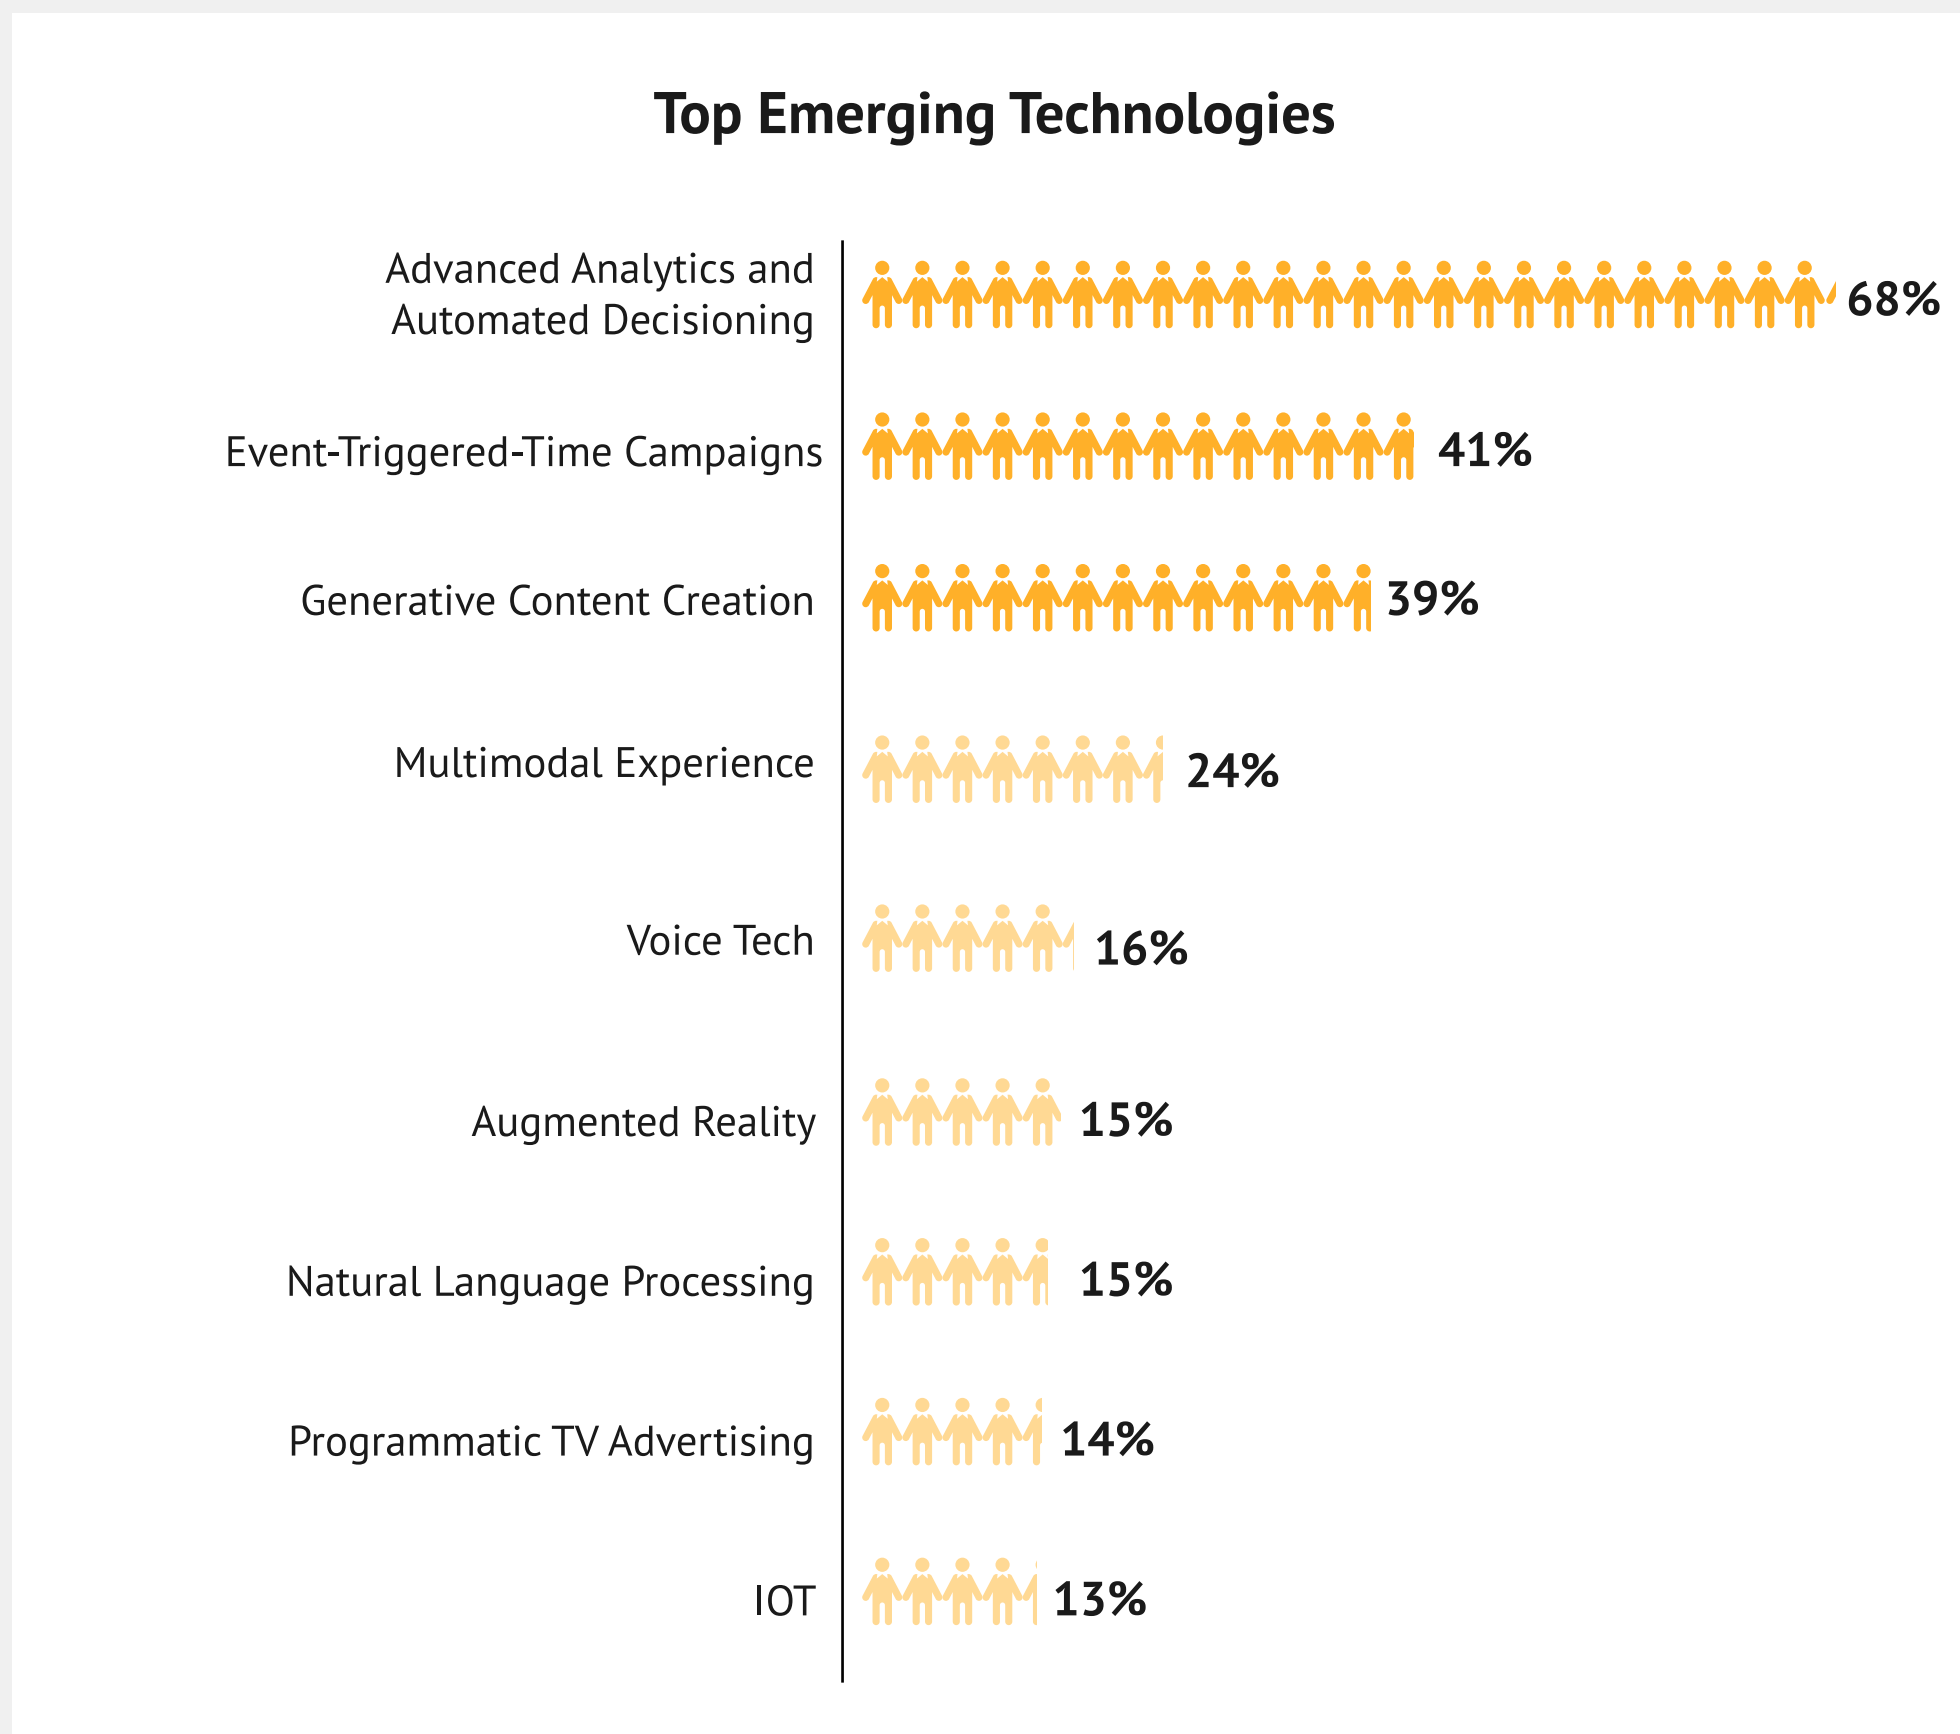 Top Emerging Technologies
Advanced Analytics and
Automated Decisioning
68%
Event-Triggered-Time Campaigns
41%
Generative Content Creation
39%
Multimodal Experience
24%
Voice Tech
16%
Augmented Reality
15%
Natural Language Processing
15%
Programmatic TV Advertising
14%
IOT
13%